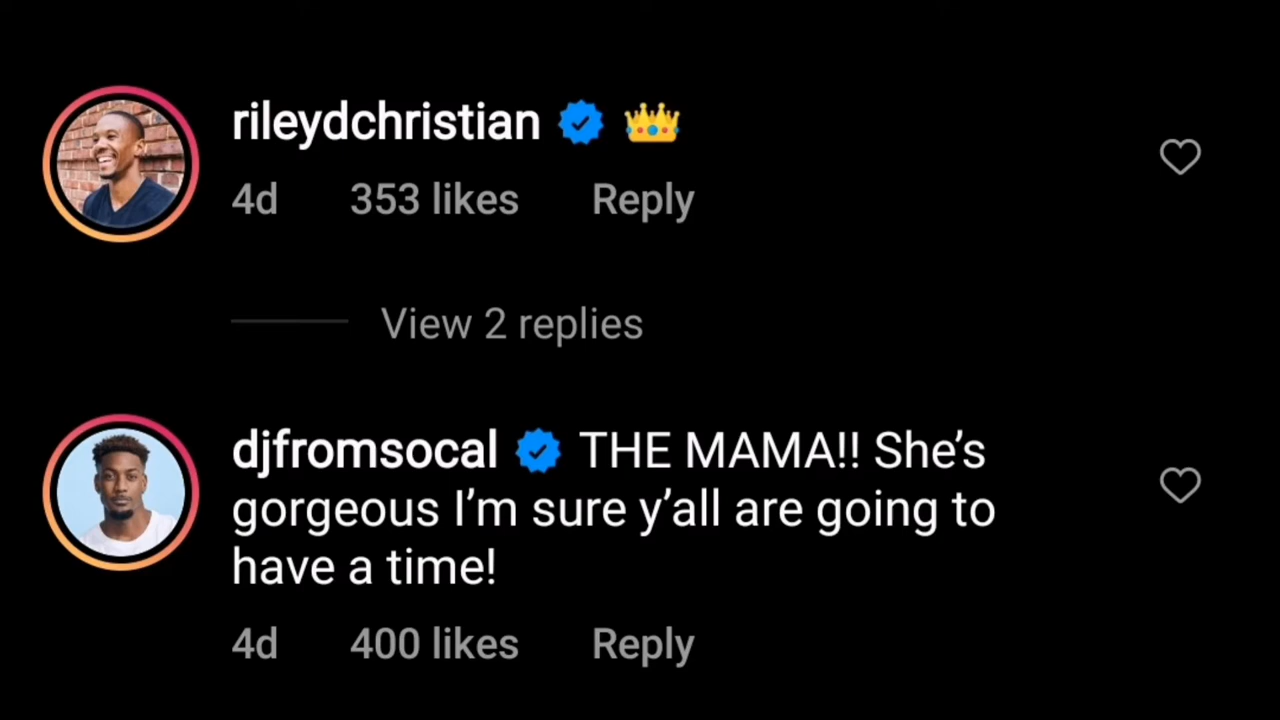 rileydchristian 👑
4d 353 likes Reply
View 2 replies
djfromsocal THE MAMA!! She’s
gorgeous I’m sure y’all are going to
have a time!
4d 400 likes Reply